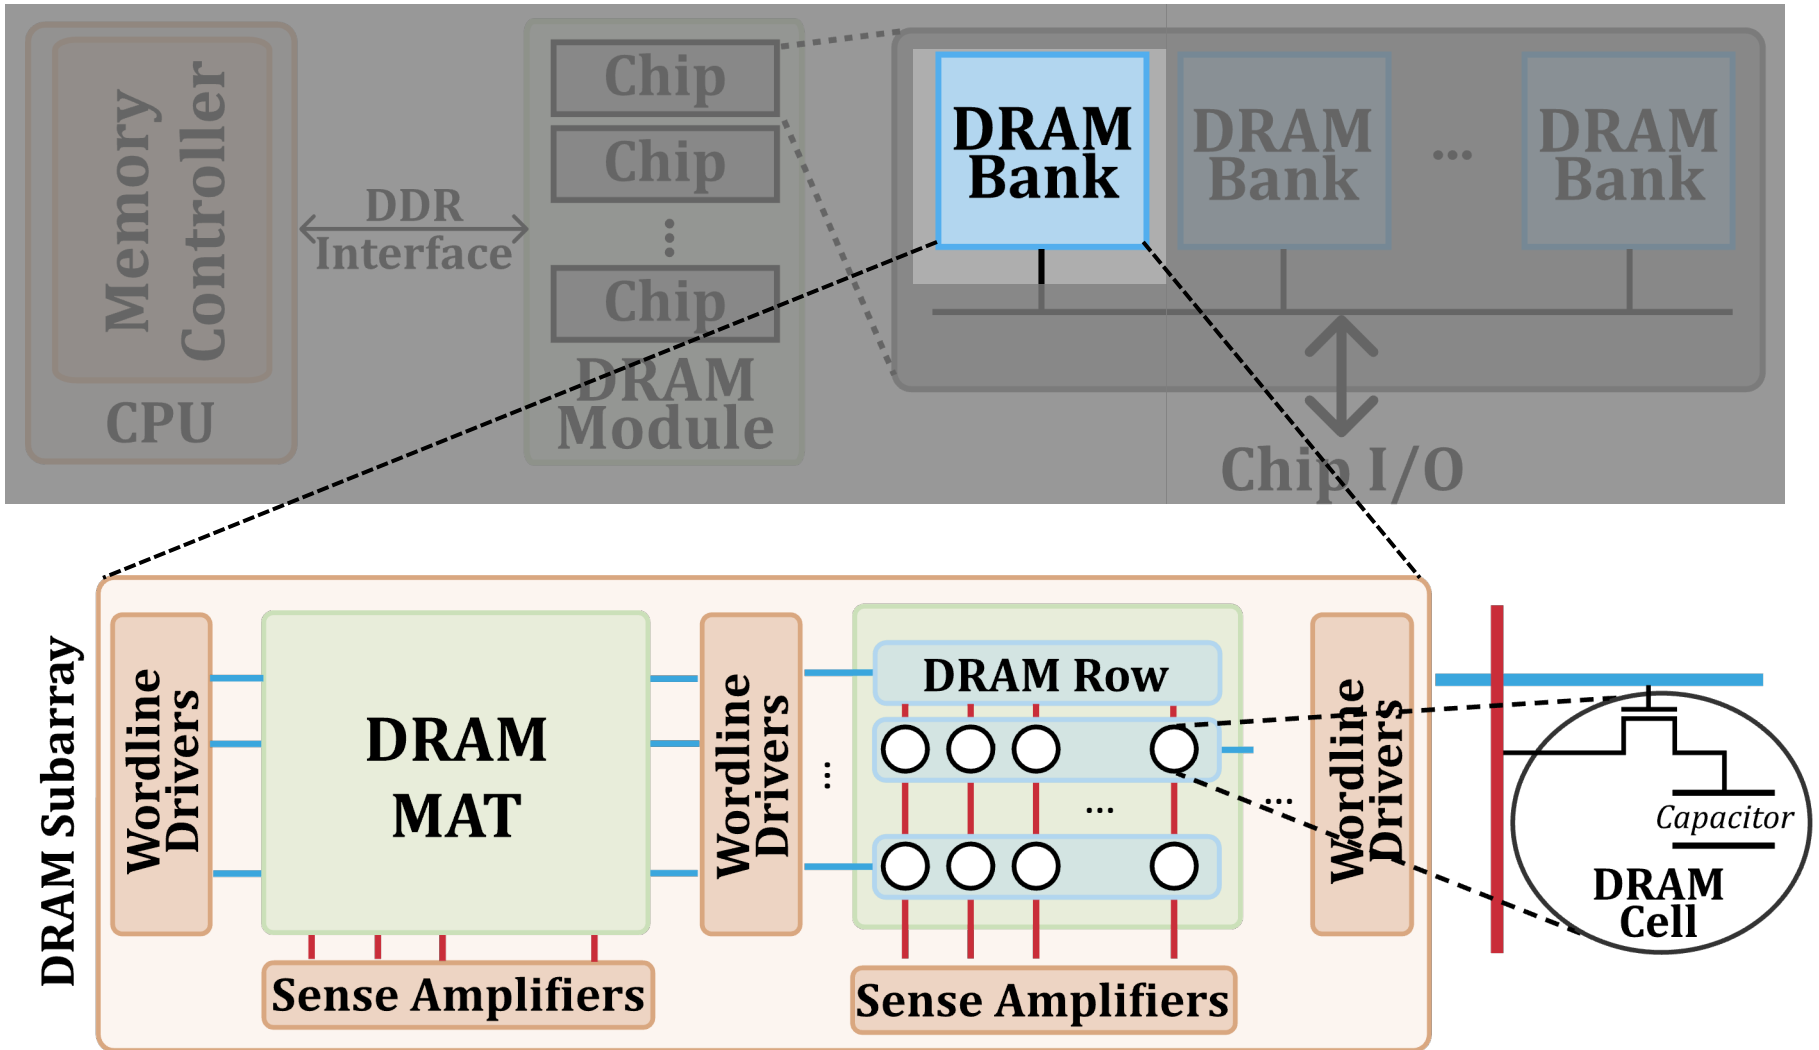 Memory
Controller
CPU
DDR
Interface
Chip
Chip
Chip
DRAM
Module
DRAM
Bank
DRAM
Bank
...
DRAM
Bank
Chip I/O
DRAM Subarray
Wordline
Drivers
DRAM
MAT
Sense Amplifiers
Wordline
Drivers
...
DRAM Row
...
Sense Amplifiers
...
Wordline
Drivers
Capacitor
DRAM
Cell